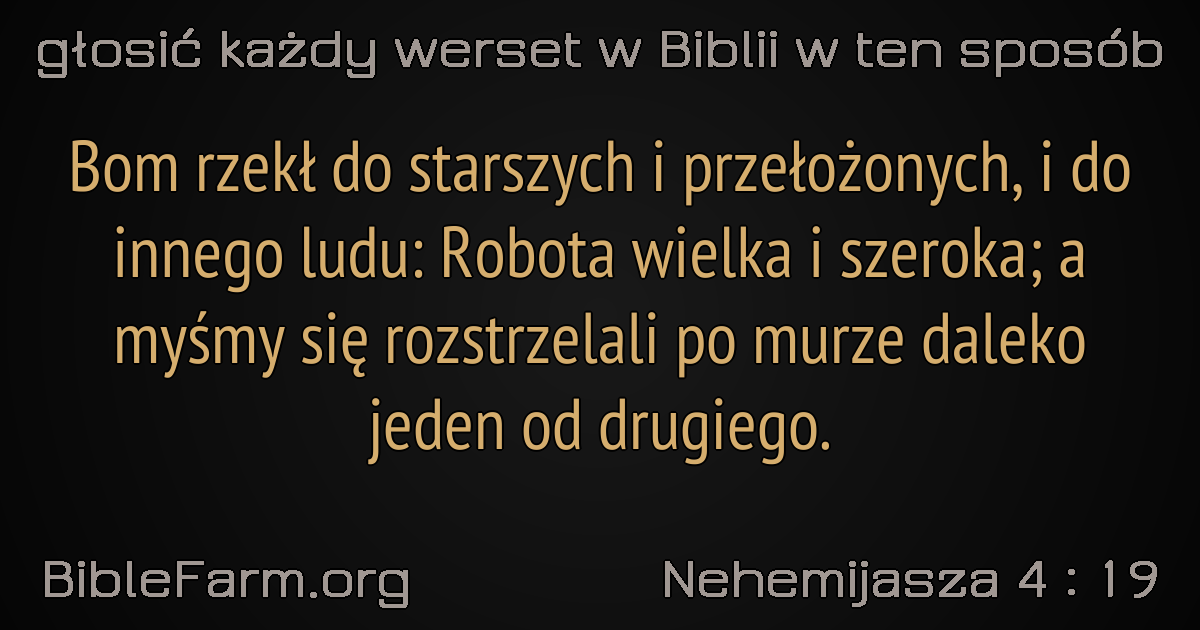 głosić każdy werset w Biblii w ten sposób
Bom rzekł do starszych i przełożonych, i do
innego ludu: Robota wielka i szeroka; a
myśmy się rozstrzelali po murze daleko
jeden od drugiego.
BibleFarm.org
Nehemijasza 4 : 19